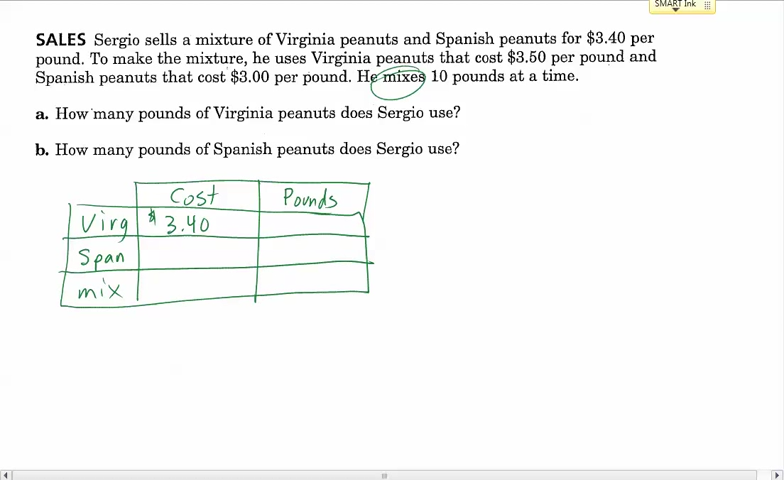 SMART Ink
SALES Sergio sells a mixture of Virginia peanuts and Spanish peanuts for $3.40 per
pound. To make the mixture, he uses Virginia peanuts that cost $3.50 per pound and
Spanish peanuts that cost $3.00 per pound. He mixes 10 pounds at a time.
a. How many pounds of Virginia peanuts does Sergio use?
b. How many pounds of Spanish peanuts does Sergio use?
Cost Pounds
Virg $3.40
Span
mix